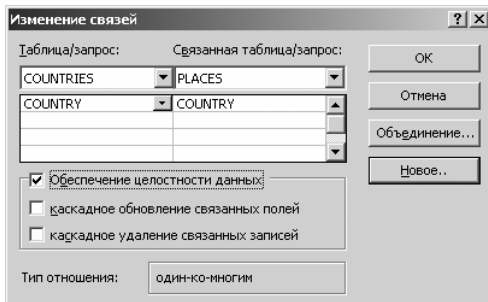 Изменение связей
Таблица/запрос: Связанная таблица/запрос:
COUNTRIES PLACES
COUNTRY COUNTRY
ОК
Отмена
Объединение...
Новое..
Обеспечение целостности данных
каскадное обновление связанных полей
каскадное удаление связанных записей
Тип отношения: один-ко-многим